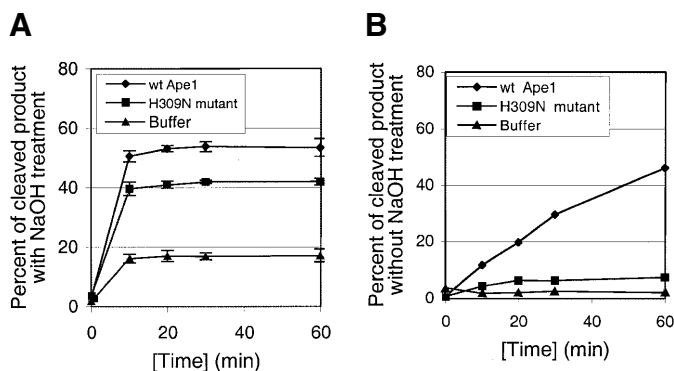 A
Percent of cleaved product
with NaOH treatment
80
60
40
20
0
wt Ape1
H309N mutant
Buffer
0 20 40 60
[Time] (min)
B
Percent of cleaved product
without NaOH treatment
80
60
40
20
0
wt Ape1
H309N mutant
Buffer
0 20 40 60
[Time] (min)